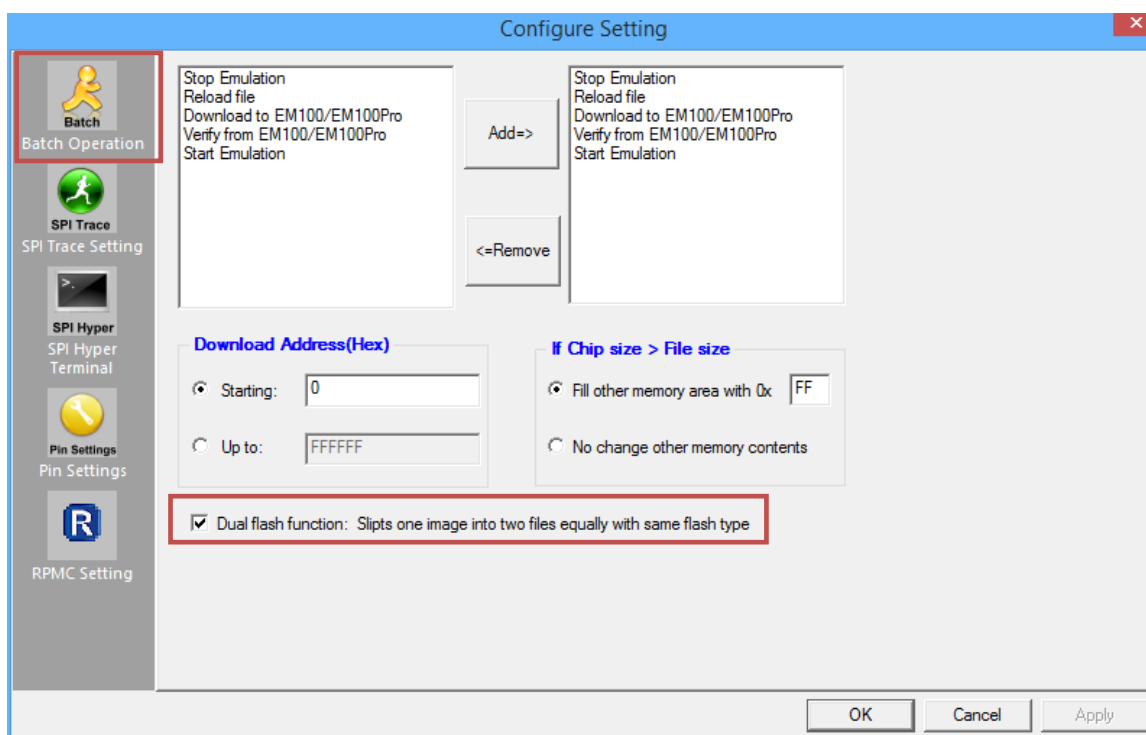 Configure Setting
Batch
Batch Operation
SPI Trace
SPI Trace Setting
>.
SPI Hyper
SPI Hyper
Terminal
Pin Settings
Pin Settings
R
RPMC Setting
Stop Emulation
Reload file
Download to EM100/EM100Pro
Verify from EM100/EM100Pro
Start Emulation
Add=>
<=Remove
Stop Emulation
Reload file
Download to EM100/EM100Pro
Verify from EM100/EM100Pro
Start Emulation
Download Address(Hex)
Starting: 0
Up to: FFFFFF
If Chip size > File size
Fill other memory area with 0x FF
No change other memory contents
Dual flash function: Slipts one image into two files equally with same flash type
OK Cancel Apply